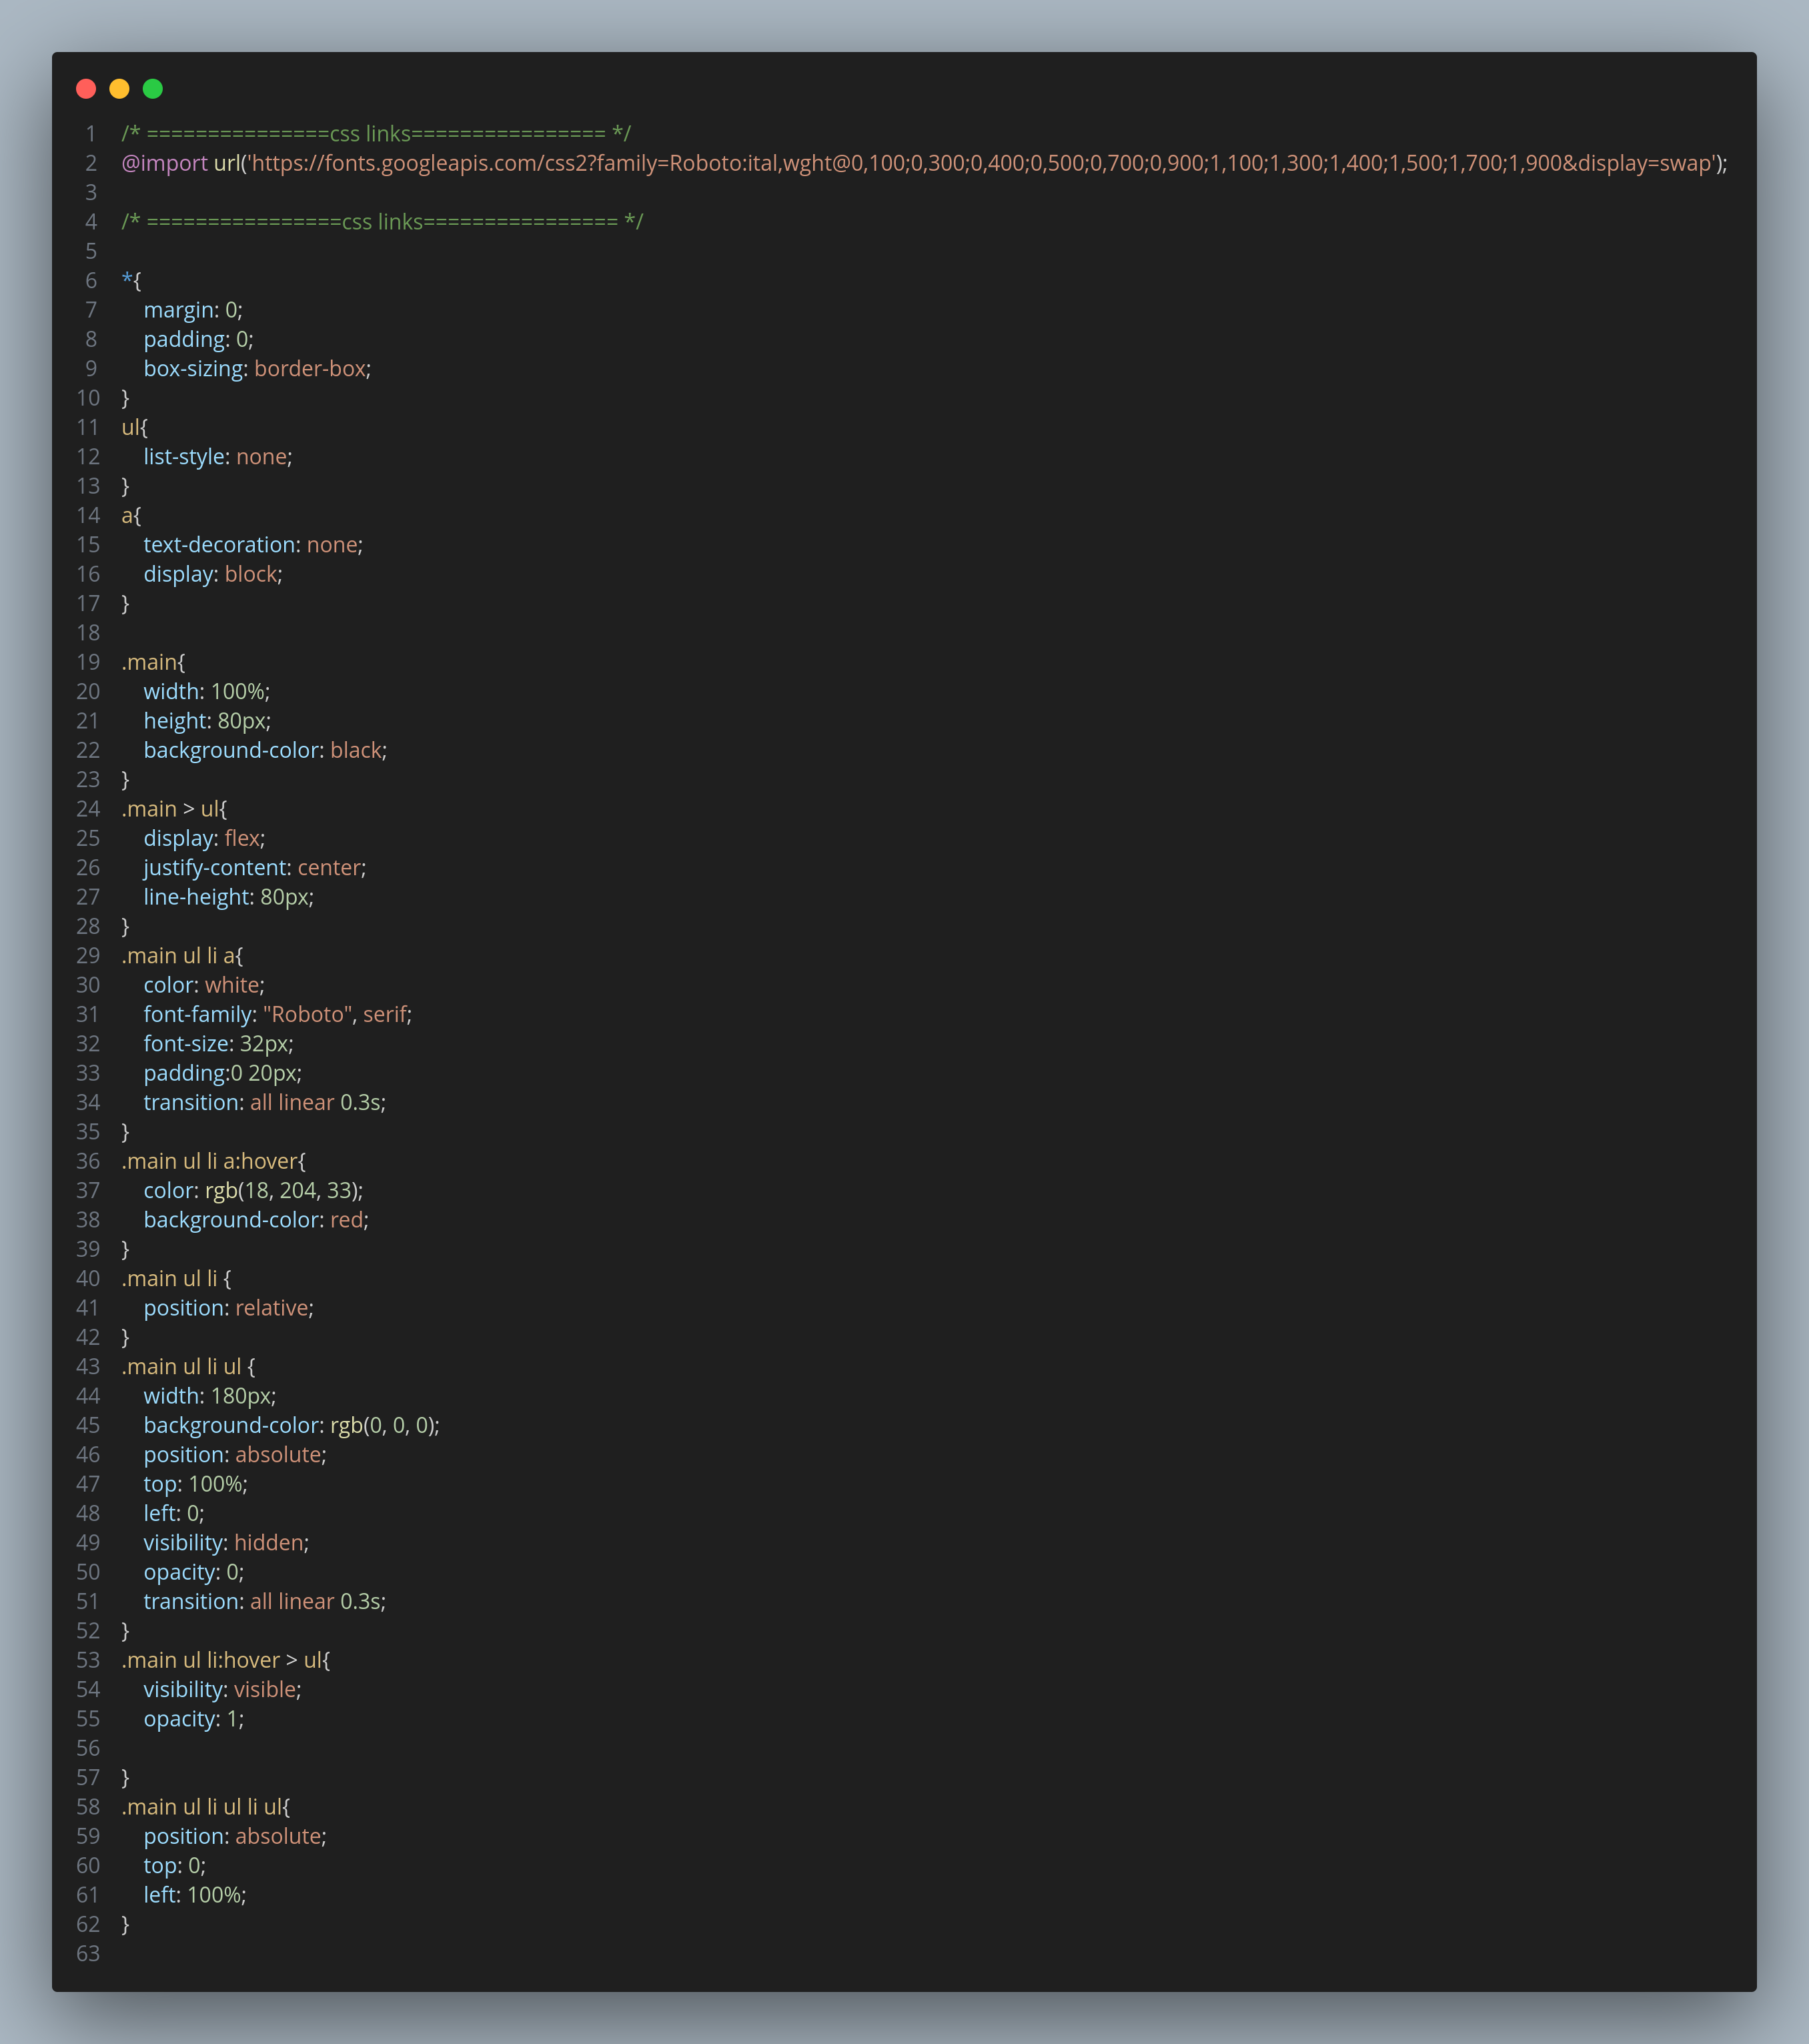 1 /* ===============css links================ */
2 @import url('https://fonts.googleapis.com/css2?family=Roboto:ital,wght@0,100;0,300;0,400;0,500;0,700;0,900;1,100;1,300;1,400;1,500;1,700;1,900&display=swap');
3
4 /* ================css links================ */
5
6 *{
7     margin: 0;
8     padding: 0;
9     box-sizing: border-box;
10 }
11 ul{
12     list-style: none;
13 }
14 a{
15     text-decoration: none;
16     display: block;
17 }
18
19 .main{
20     width: 100%;
21     height: 80px;
22     background-color: black;
23 }
24 .main > ul{
25     display: flex;
26     justify-content: center;
27     line-height: 80px;
28 }
29 .main ul li a{
30     color: white;
31     font-family: "Roboto", serif;
32     font-size: 32px;
33     padding:0 20px;
34     transition: all linear 0.3s;
35 }
36 .main ul li a:hover{
37     color: rgb(18, 204, 33);
38     background-color: red;
39 }
40 .main ul li {
41     position: relative;
42 }
43 .main ul li ul {
44     width: 180px;
45     background-color: rgb(0, 0, 0);
46     position: absolute;
47     top: 100%;
48     left: 0;
49     visibility: hidden;
50     opacity: 0;
51     transition: all linear 0.3s;
52 }
53 .main ul li:hover > ul{
54     visibility: visible;
55     opacity: 1;
56
57 }
58 .main ul li ul li ul{
59     position: absolute;
60     top: 0;
61     left: 100%;
62 }
63